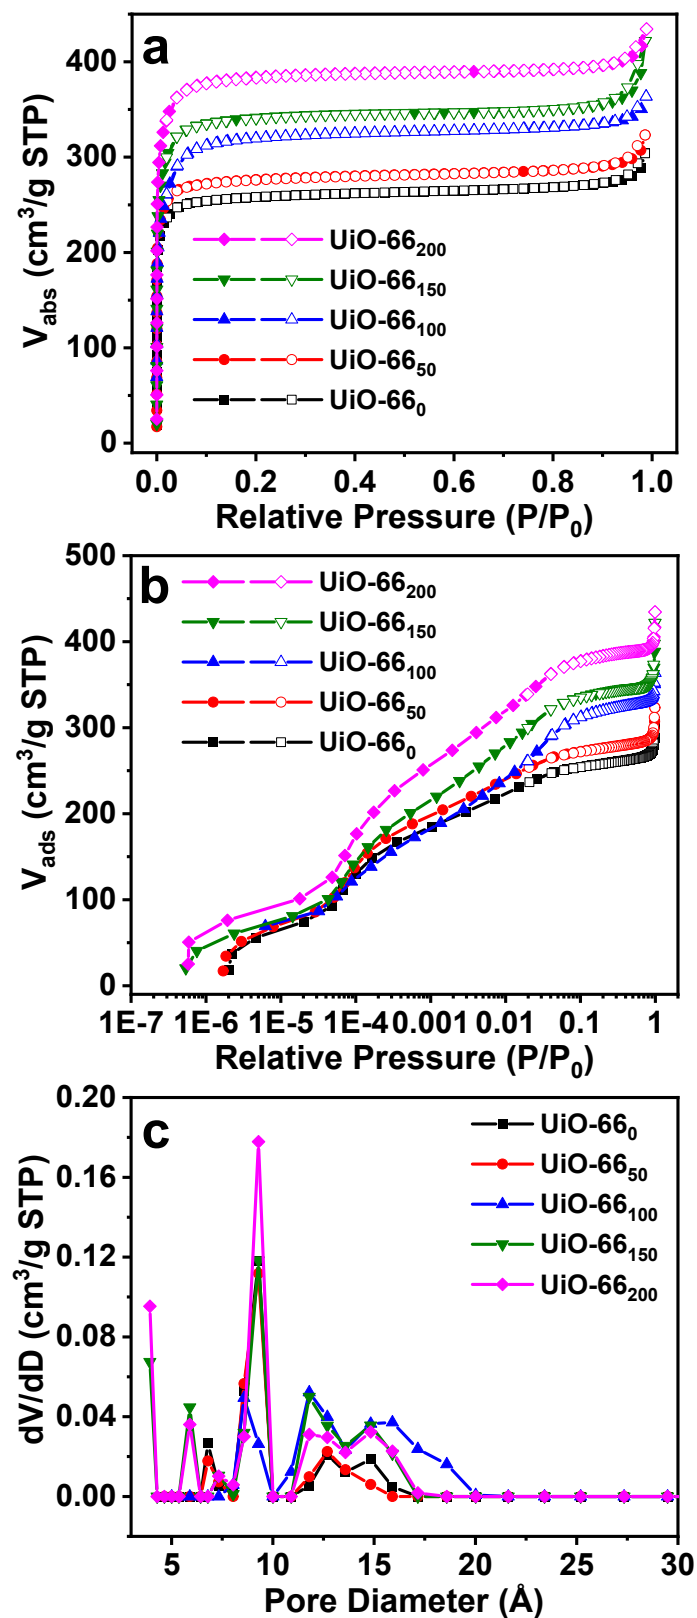 a
V_abs (cm³/g STP)
400
300
200
100
0
UiO-66₂₀₀
UiO-66₁₅₀
UiO-66₁₀₀
UiO-66₅₀
UiO-66₀
0.0 0.2 0.4 0.6 0.8 1.0
Relative Pressure (P/P₀)
b
V_ads (cm³/g STP)
500
400
300
200
100
0
UiO-66₂₀₀
UiO-66₁₅₀
UiO-66₁₀₀
UiO-66₅₀
UiO-66₀
1E-7 1E-6 1E-5 1E-4 0.001 0.01 0.1 1
Relative Pressure (P/P₀)
c
dV/dD (cm³/g STP)
0.20
0.16
0.12
0.08
0.04
0.00
UiO-66₀
UiO-66₅₀
UiO-66₁₀₀
UiO-66₁₅₀
UiO-66₂₀₀
5 10 15 20 25 30
Pore Diameter (Å)